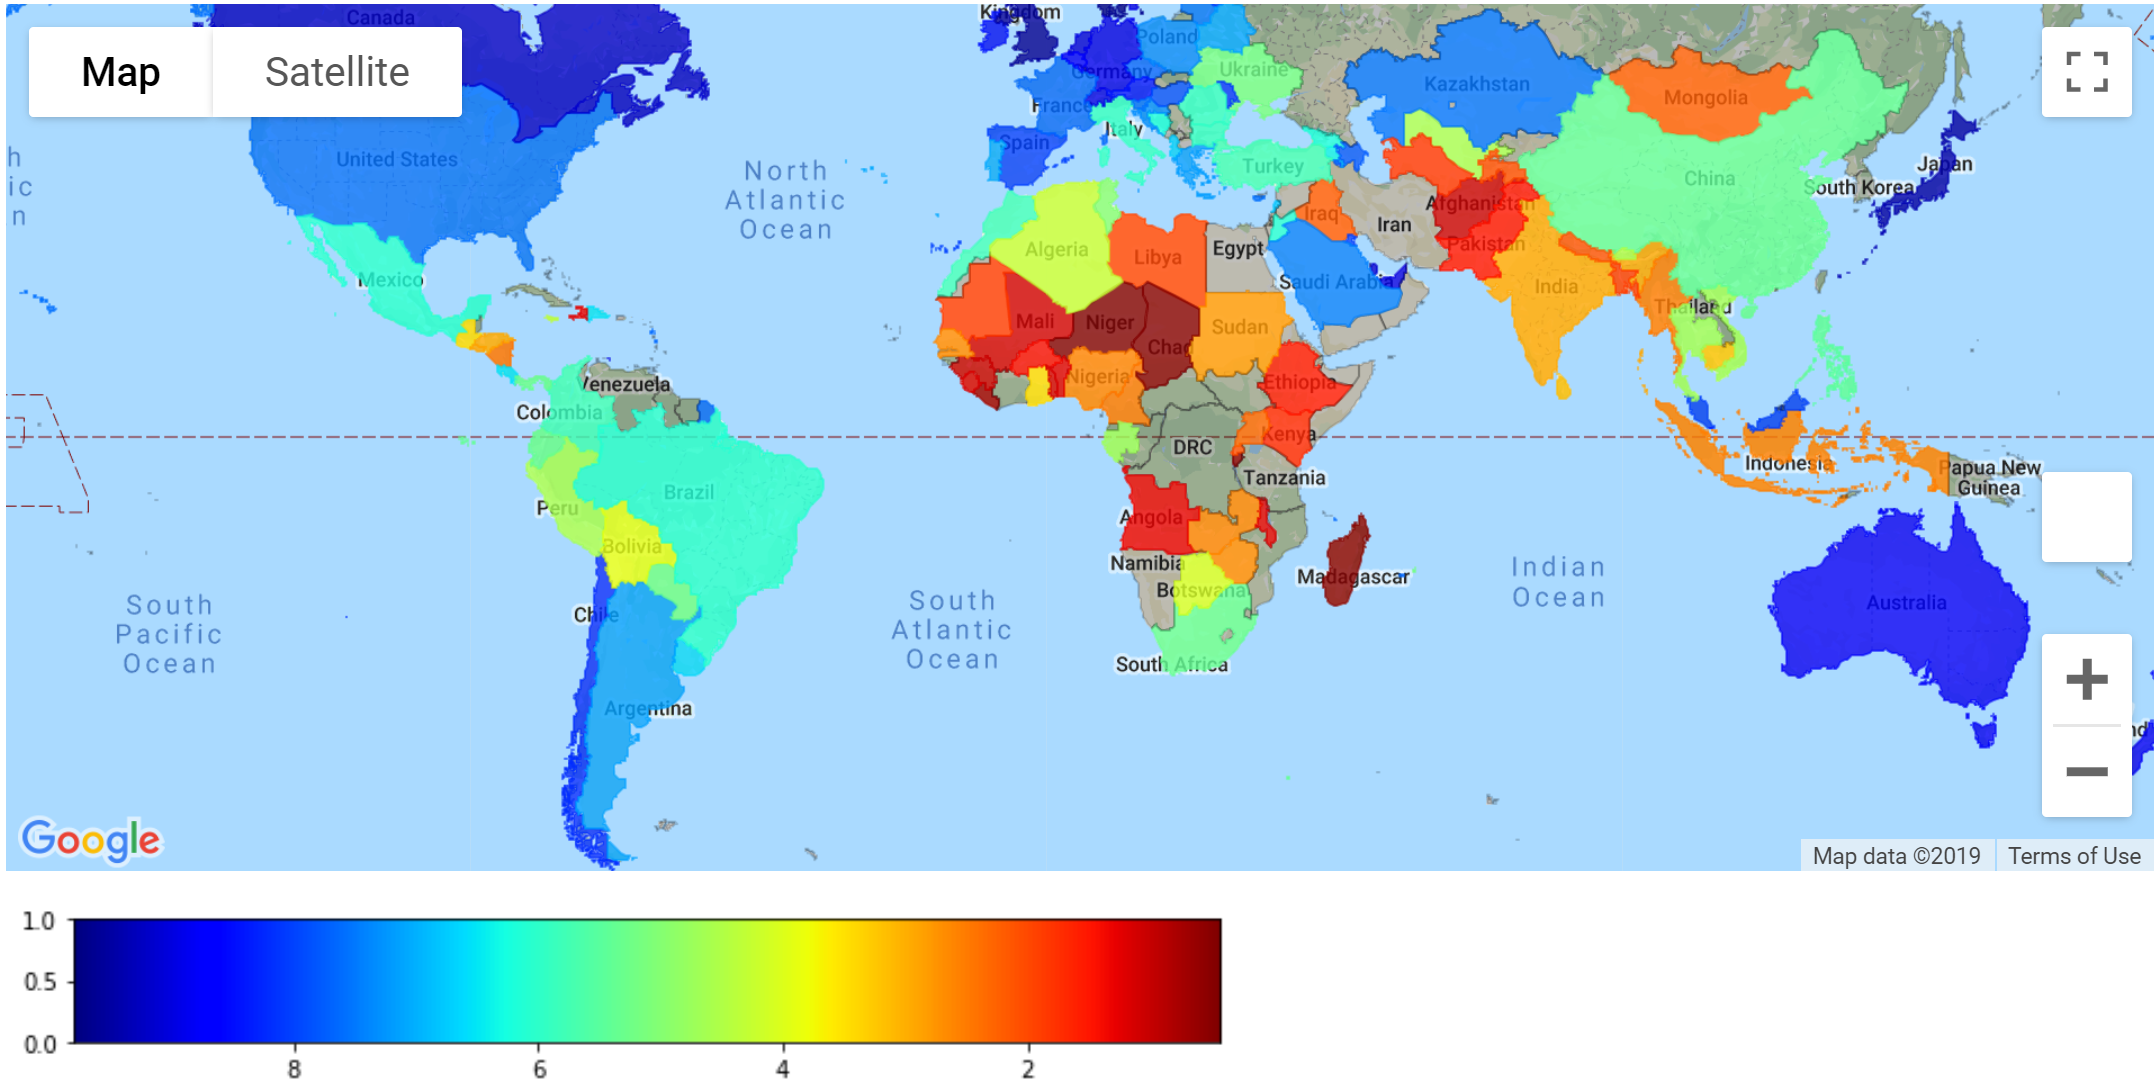 Canada
Kingdom
Map
Satellite
Poland
Germany
Ukraine
France
Kazakhstan
Mongolia
Italy
Spain
United States
h
ic
n
North
Atlantic
Ocean
Turkey
China
Japan
South Korea
Afghanistan
Iraq
Iran
Pakistan
Algeria
Libya
Egypt
Mexico
Saudi Arabia
India
Thailand
Mali
Niger
Chad
Sudan
Venezuela
Nigeria
Ethiopia
Colombia
DRC
Kenya
Indonesia
Papua New
Guinea
Tanzania
Brazil
Peru
Angola
Bolivia
Namibia
Madagascar
Botswana
Indian
Ocean
Australia
South
Pacific
Ocean
Chile
South
Atlantic
Ocean
South Africa
Argentina
nd
+
−
Google
Map data ©2019
Terms of Use
1.0
0.5
0.0
8 6 4 2